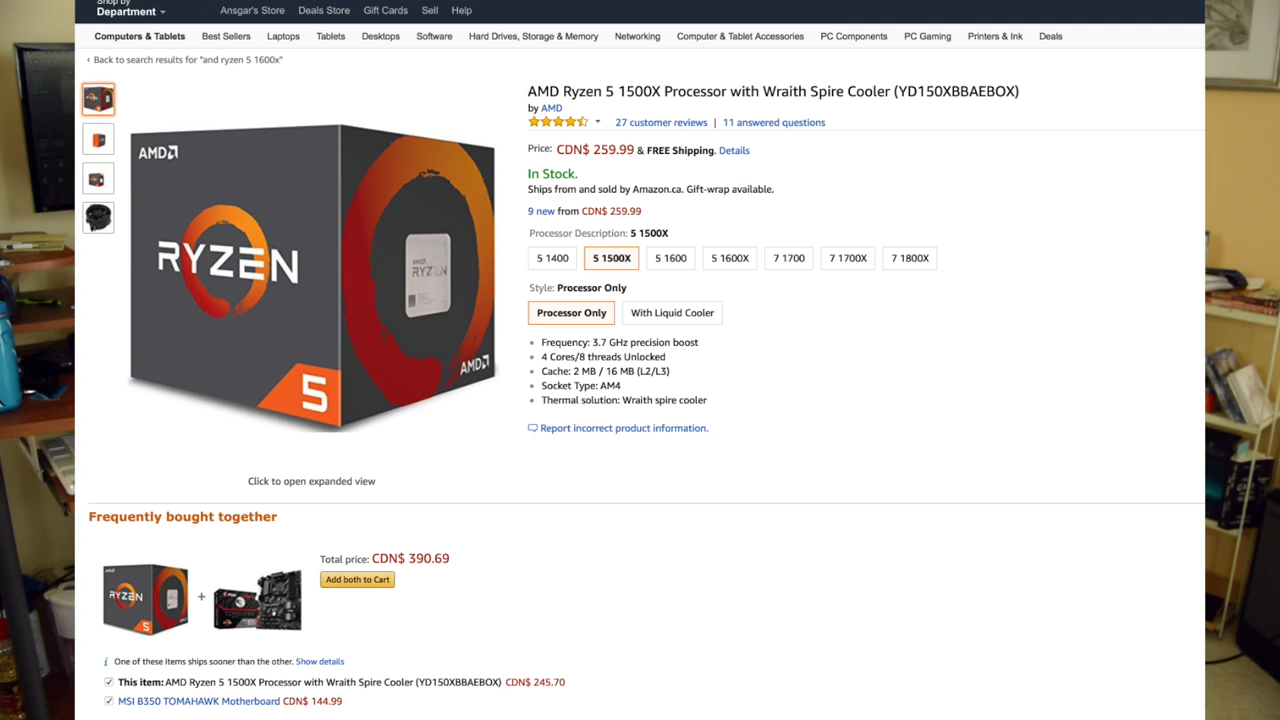 Shop by
Department
Ansgar's Store Deals Store Gift Cards Sell Help
Computers & Tablets Best Sellers Laptops Tablets Desktops Software Hard Drives, Storage & Memory Networking Computer & Tablet Accessories PC Components PC Gaming Printers & Ink Deals
‹ Back to search results for "and ryzen 5 1600x"
AMD Ryzen 5 1500X Processor with Wraith Spire Cooler (YD150XBBAEBOX)
by AMD
27 customer reviews | 11 answered questions
Price: CDN$ 259.99 & FREE Shipping. Details
In Stock.
Ships from and sold by Amazon.ca. Gift-wrap available.
9 new from CDN$ 259.99
Processor Description: 5 1500X
5 1400 5 1500X 5 1600 5 1600X 7 1700 7 1700X 7 1800X
Style: Processor Only
Processor Only With Liquid Cooler
Frequency: 3.7 GHz precision boost
4 Cores/8 threads Unlocked
Cache: 2 MB / 16 MB (L2/L3)
Socket Type: AM4
Thermal solution: Wraith spire cooler
Report incorrect product information.
AMD
RYZEN
5
AMD
RYZEN
AMD
Click to open expanded view
Frequently bought together
RYZEN
5
+
Total price: CDN$ 390.69
Add both to Cart
i One of these items ships sooner than the other. Show details
This item: AMD Ryzen 5 1500X Processor with Wraith Spire Cooler (YD150XBBAEBOX) CDN$ 245.70
MSI B350 TOMAHAWK Motherboard CDN$ 144.99